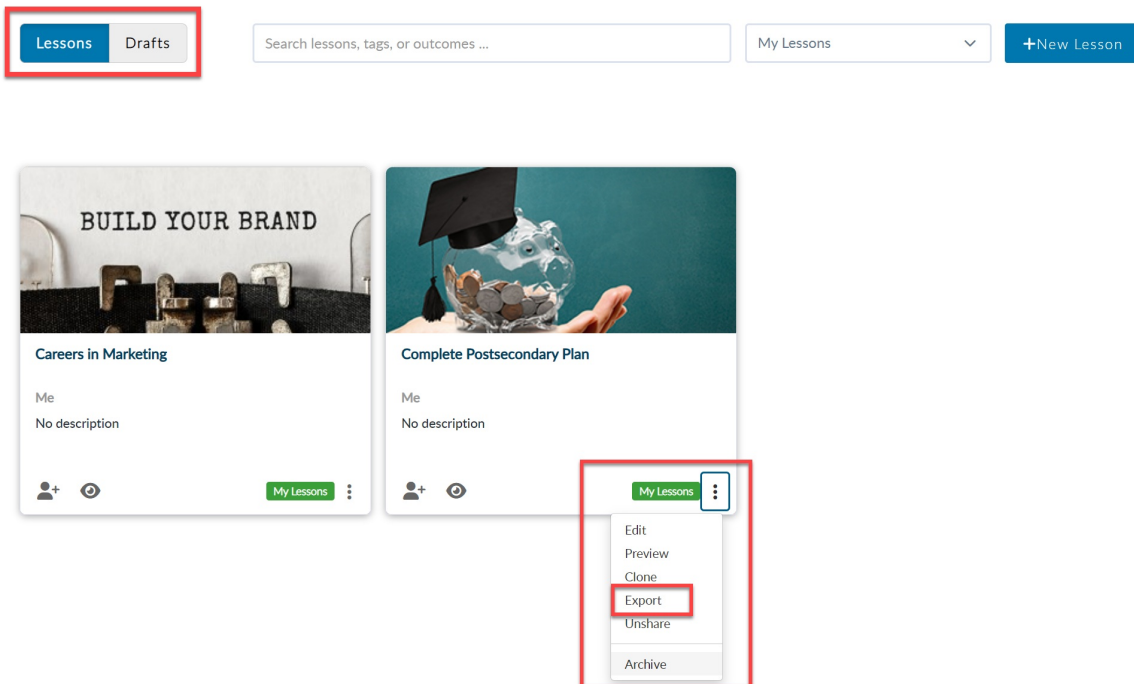 Lessons Drafts
Search lessons, tags, or outcomes ...
My Lessons
+New Lesson
BUILD YOUR BRAND
Careers in Marketing
Me
No description
My Lessons
Complete Postsecondary Plan
Me
No description
My Lessons
Edit
Preview
Clone
Export
Unshare
Archive